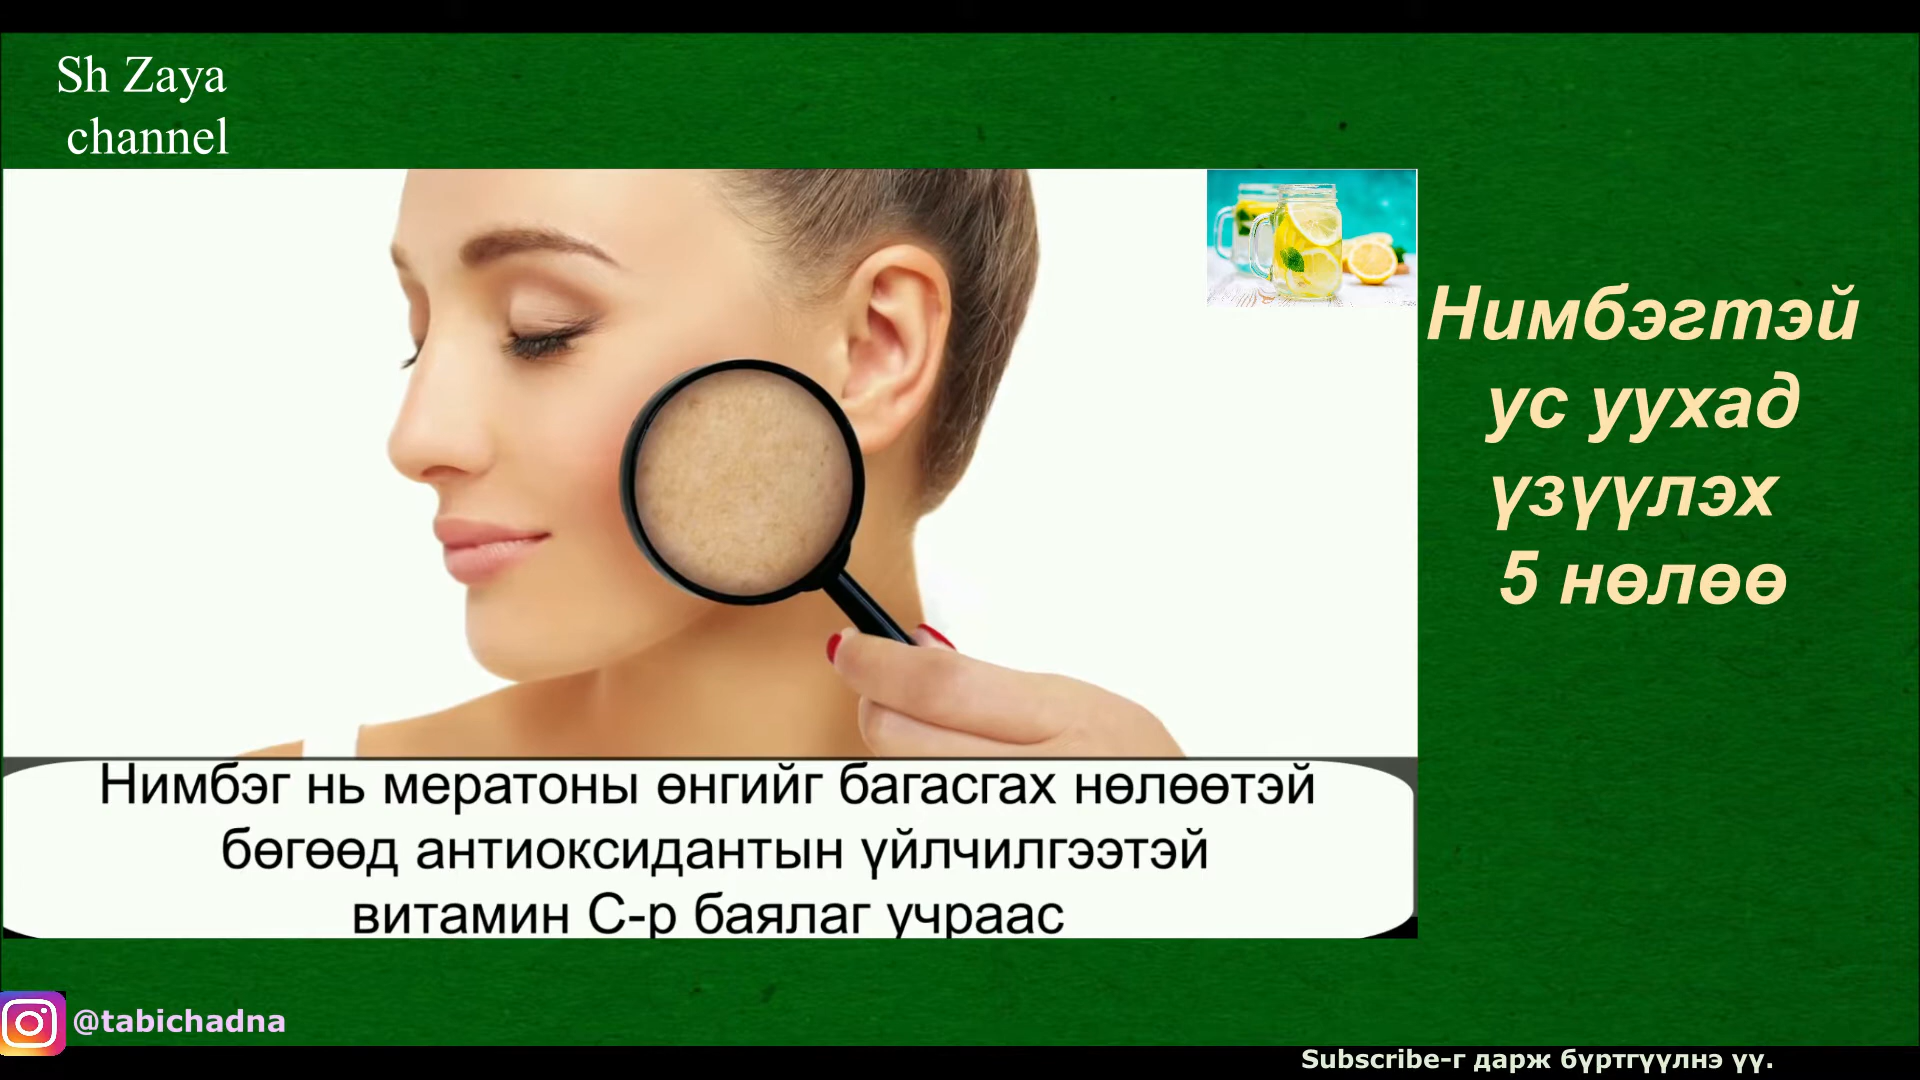 Sh Zaya
channel
Нимбэгтэй
ус уухад
үзүүлэх
5 нөлөө
Нимбэг нь мератоны өнгийг багасгах нөлөөтэй
бөгөөд антиоксидантын үйлчилгээтэй
витамин С-р баялаг учраас
@tabichadna
Subscribe-г дарж бүртгүүлнэ үү.